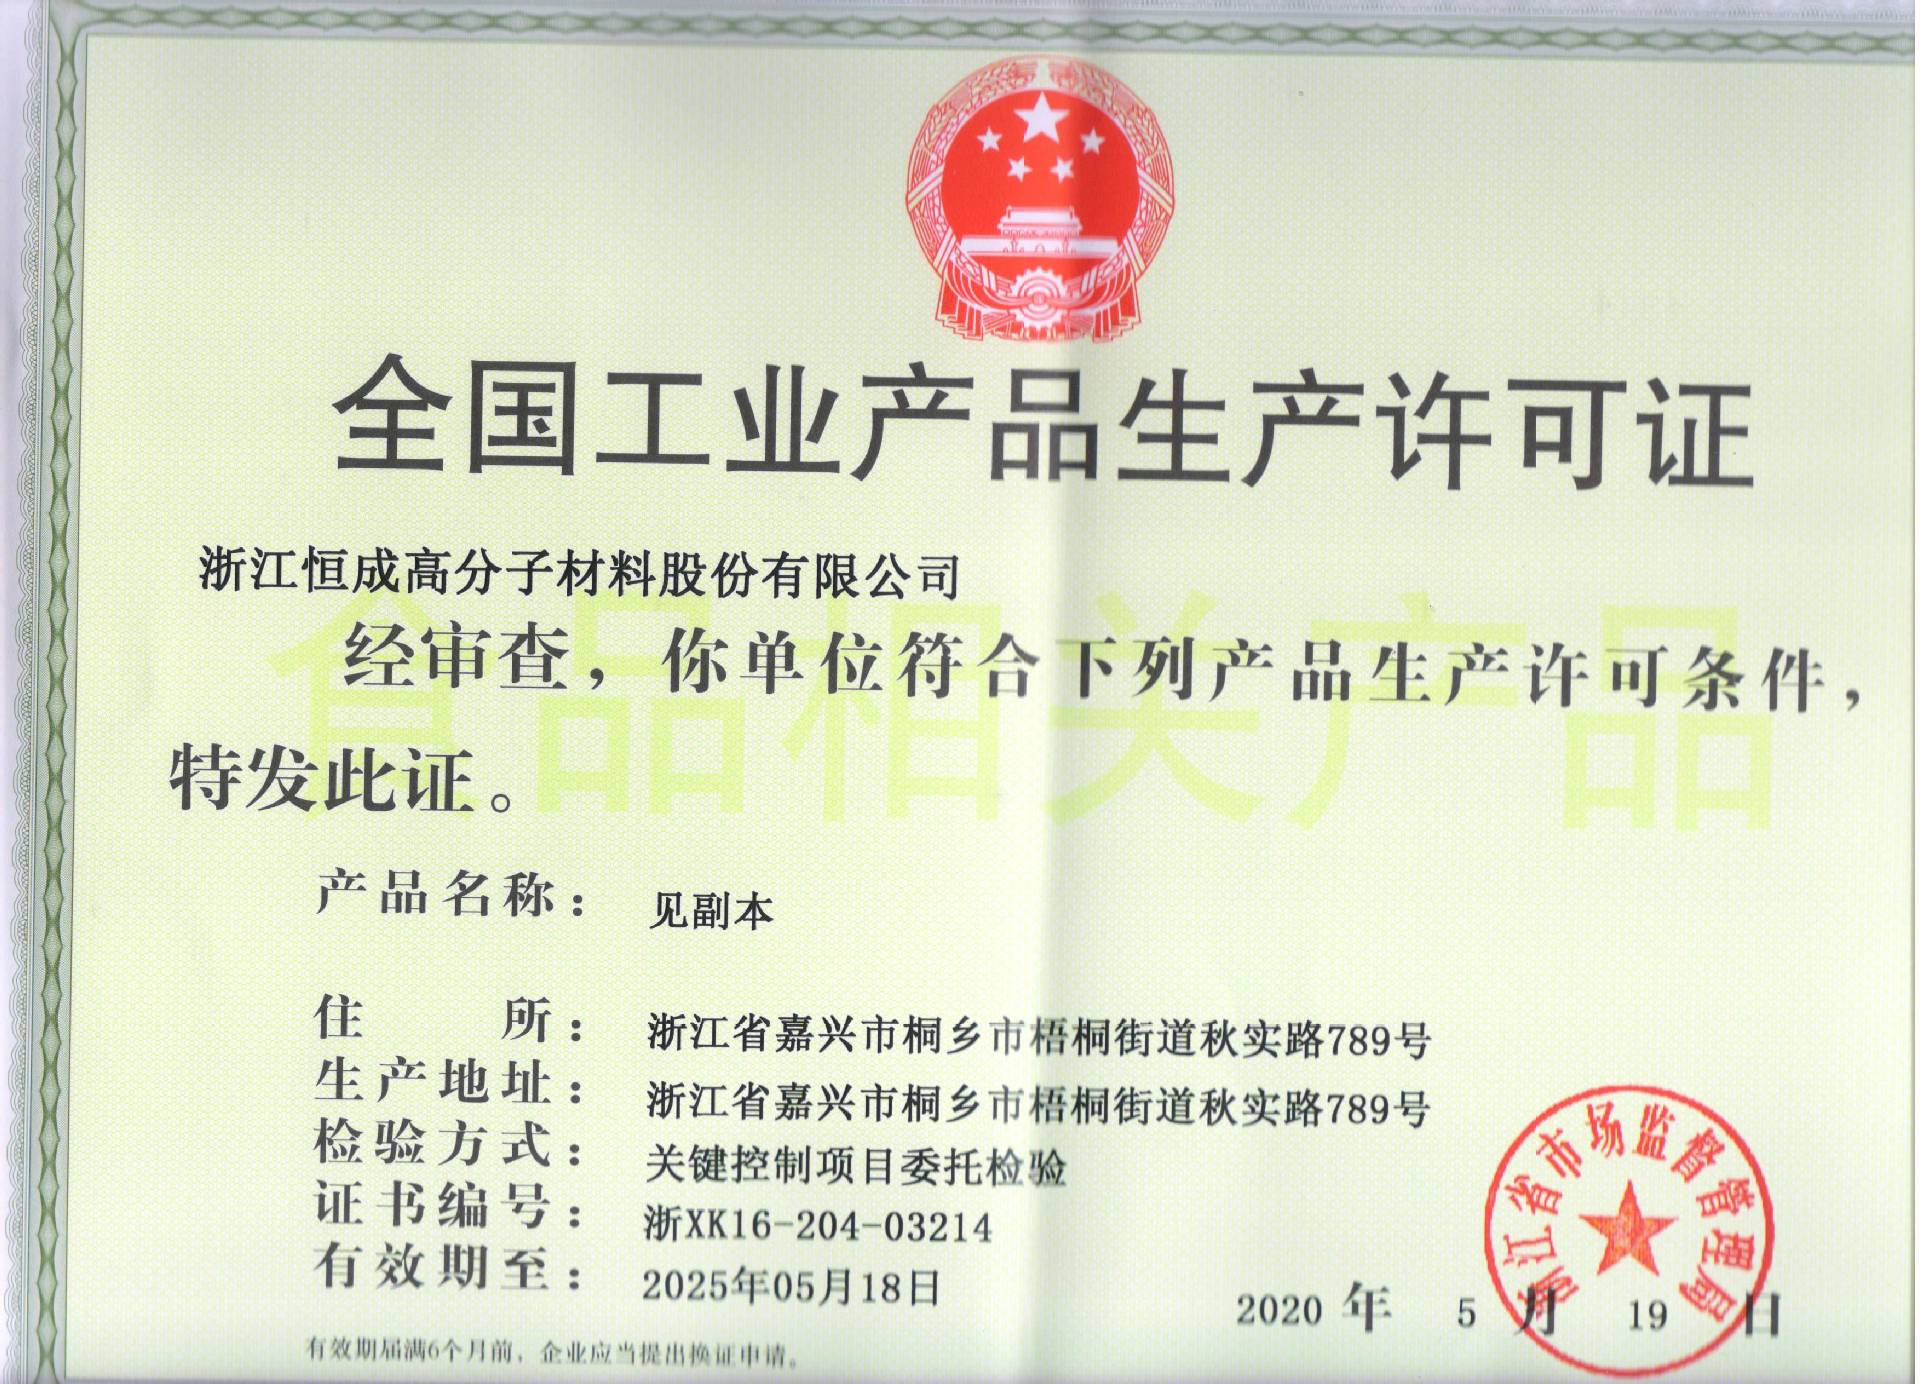 全国工业产品生产许可证
浙江恒成高分子材料股份有限公司
食品相关产品
经审查，你单位符合下列产品生产许可条件，
特发此证。
产品名称：见副本
住所：浙江省嘉兴市桐乡市梧桐街道秋实路789号
生产地址：浙江省嘉兴市桐乡市梧桐街道秋实路789号
检验方式：关键控制项目委托检验
证书编号：浙XK16-204-03214
有效期至：2025年05月18日
浙江省市场监督管理局
2020年5月19日
有效期届满6个月前，企业应当提出换证申请。